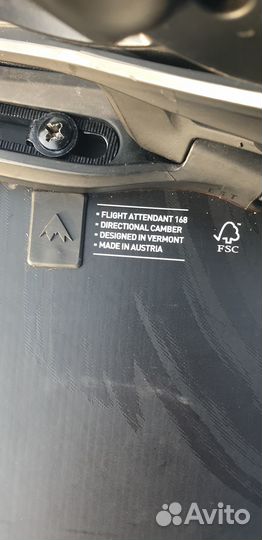 • FLIGHT ATTENDANT 168
• DIRECTIONAL CAMBER
• DESIGNED IN VERMONT
• MADE IN AUSTRIA
FSC
Avito